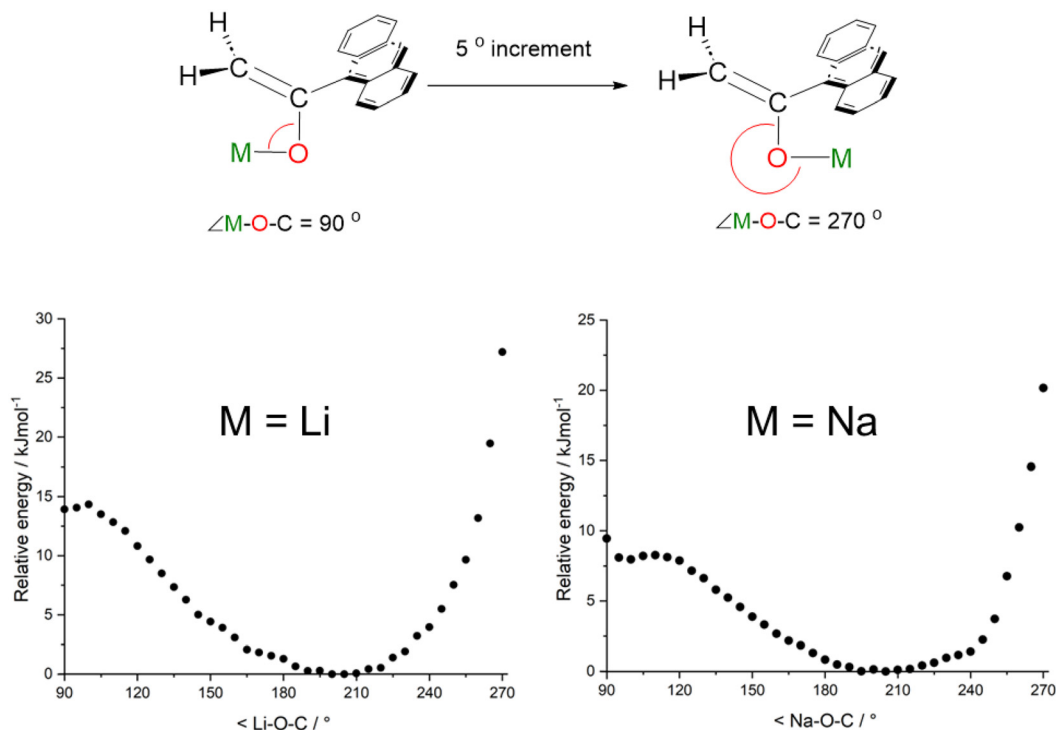 H
H
C
C
M
O
∠M-O-C = 90 °
5 ° increment
H
H
C
C
O
M
∠M-O-C = 270 °
Relative energy / kJmol⁻¹
30
25
20
15
10
5
0
M = Li
90 120 150 180 210 240 270
< Li-O-C / °
Relative energy / kJmol⁻¹
25
20
15
10
5
0
M = Na
90 120 150 180 210 240 270
< Na-O-C / °